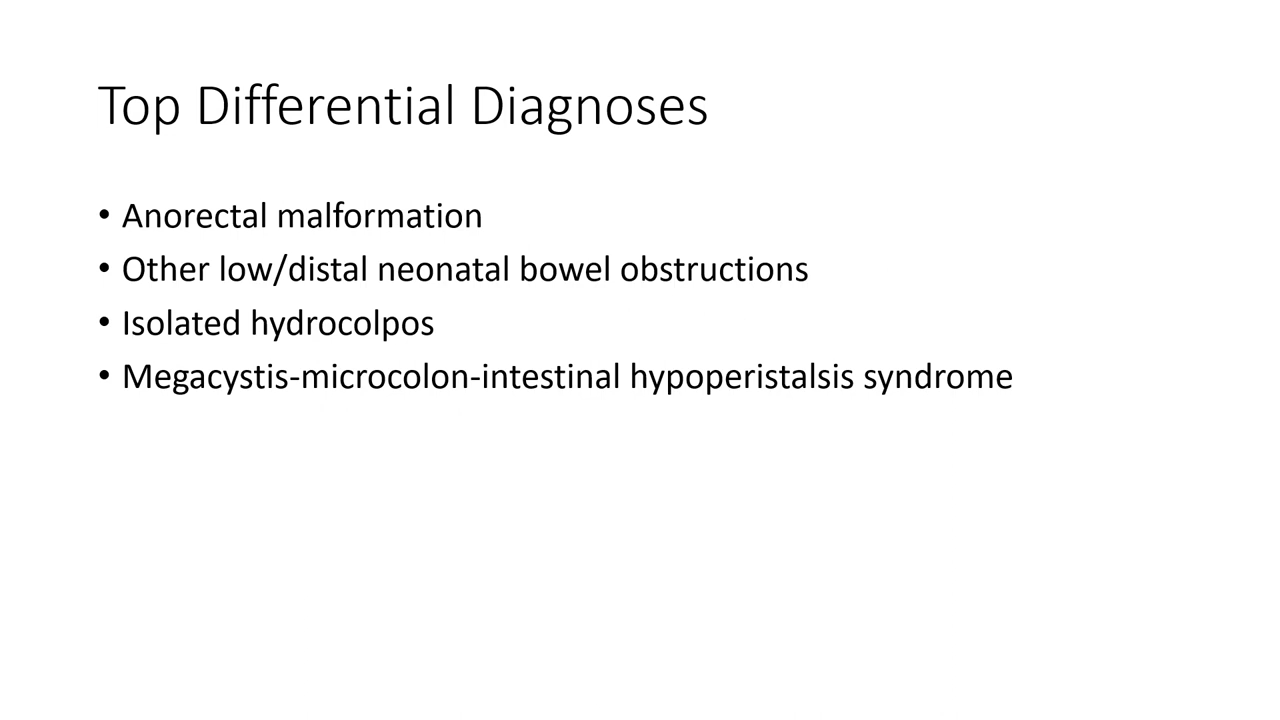 Top Differential Diagnoses
• Anorectal malformation
• Other low/distal neonatal bowel obstructions
• Isolated hydrocolpos
• Megacystis-microcolon-intestinal hypoperistalsis syndrome